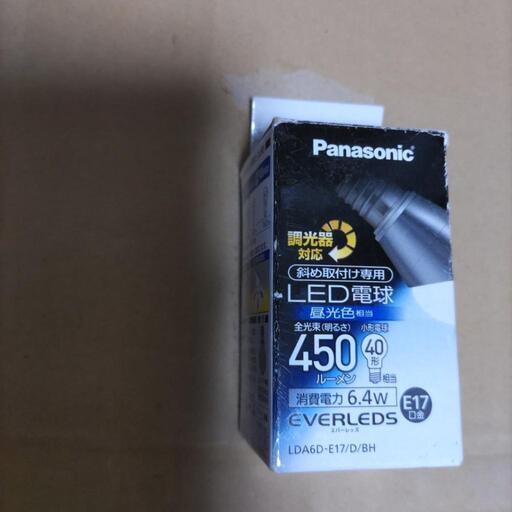 Panasonic
調光器
対応
斜め取付け専用
LED電球
昼光色相当
全光束(明るさ) 小形電球
450 40形
ルーメン 相当
消費電力 6.4W
E17
口金
EVERLEDS
エバーレッズ
LDA6D-E17/D/BH